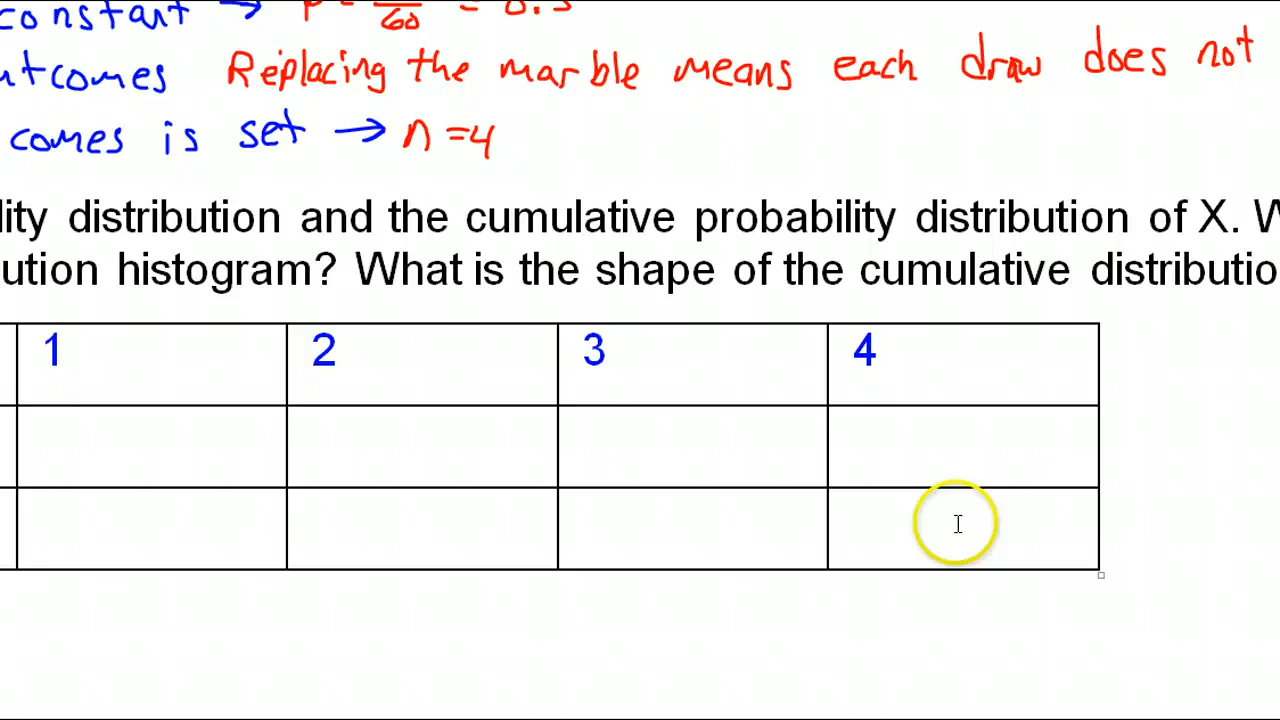 constant → 60
Replacing the marble means each draw does not
comes is set → n = 4
lity distribution and the cumulative probability distribution of X. W
ution histogram? What is the shape of the cumulative distributio
1 2 3 4